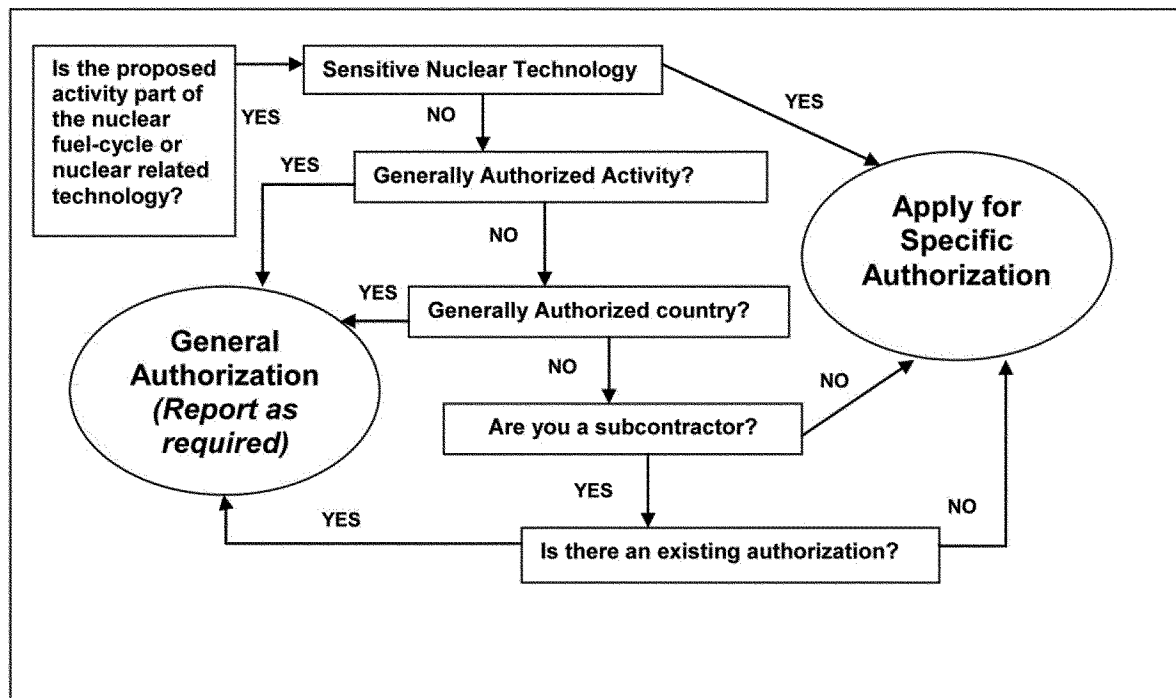 Is the proposed
activity part of
the nuclear
fuel-cycle or
nuclear related
technology?
YES
Sensitive Nuclear Technology
YES
NO
YES
Generally Authorized Activity?
Apply for
Specific
Authorization
NO
YES
Generally Authorized country?
General
Authorization
(Report as
required)
NO
NO
Are you a subcontractor?
YES
NO
YES
Is there an existing authorization?